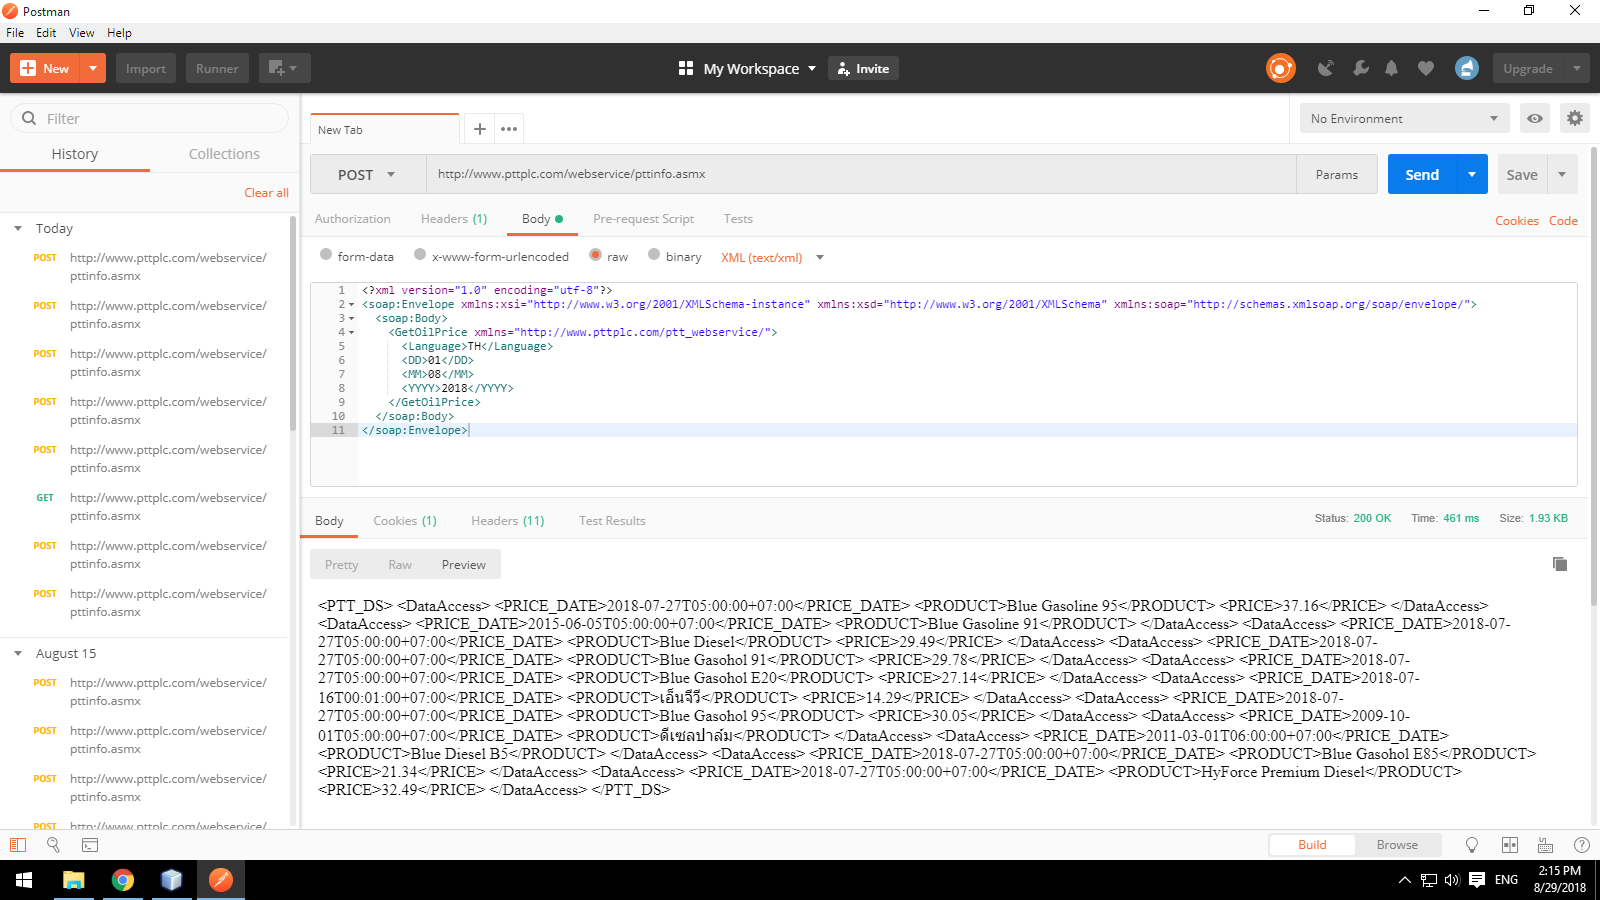 Postman
File Edit View Help
New Import Runner My Workspace Invite Upgrade
Filter
History Collections
Clear all
Today
POST http://www.pttplc.com/webservice/
pttinfo.asmx
POST http://www.pttplc.com/webservice/
pttinfo.asmx
POST http://www.pttplc.com/webservice/
pttinfo.asmx
POST http://www.pttplc.com/webservice/
pttinfo.asmx
POST http://www.pttplc.com/webservice/
pttinfo.asmx
GET http://www.pttplc.com/webservice/
pttinfo.asmx
POST http://www.pttplc.com/webservice/
pttinfo.asmx
POST http://www.pttplc.com/webservice/
pttinfo.asmx
August 15
POST http://www.pttplc.com/webservice/
pttinfo.asmx
POST http://www.pttplc.com/webservice/
pttinfo.asmx
POST http://www.pttplc.com/webservice/
pttinfo.asmx
POST http://www.pttplc.com/webservice/
New Tab
No Environment
POST http://www.pttplc.com/webservice/pttinfo.asmx Params Send Save
Authorization Headers (1) Body Pre-request Script Tests Cookies Code
form-data x-www-form-urlencoded raw binary XML (text/xml)
1 <?xml version="1.0" encoding="utf-8"?>
2 <soap:Envelope xmlns:xsi="http://www.w3.org/2001/XMLSchema-instance" xmlns:xsd="http://www.w3.org/2001/XMLSchema" xmlns:soap="http://schemas.xmlsoap.org/soap/envelope/">
3 <soap:Body>
4 <GetOilPrice xmlns="http://www.pttplc.com/ptt_webservice/">
5 <Language>TH</Language>
6 <DD>01</DD>
7 <MM>08</MM>
8 <YYYY>2018</YYYY>
9 </GetOilPrice>
10 </soap:Body>
11 </soap:Envelope>
Body Cookies (1) Headers (11) Test Results Status: 200 OK Time: 461 ms Size: 1.93 KB
Pretty Raw Preview
<PTT_DS> <DataAccess> <PRICE_DATE>2018-07-27T05:00:00+07:00</PRICE_DATE> <PRODUCT>Blue Gasoline 95</PRODUCT> <PRICE>37.16</PRICE> </DataAccess>
<DataAccess> <PRICE_DATE>2015-06-05T05:00:00+07:00</PRICE_DATE> <PRODUCT>Blue Gasoline 91</PRODUCT> </DataAccess> <DataAccess> <PRICE_DATE>2018-07-
27T05:00:00+07:00</PRICE_DATE> <PRODUCT>Blue Diesel</PRODUCT> <PRICE>29.49</PRICE> </DataAccess> <DataAccess> <PRICE_DATE>2018-07-
27T05:00:00+07:00</PRICE_DATE> <PRODUCT>Blue Gasohol 91</PRODUCT> <PRICE>29.78</PRICE> </DataAccess> <DataAccess> <PRICE_DATE>2018-07-
27T05:00:00+07:00</PRICE_DATE> <PRODUCT>Blue Gasohol E20</PRODUCT> <PRICE>27.14</PRICE> </DataAccess> <DataAccess> <PRICE_DATE>2018-07-
16T00:01:00+07:00</PRICE_DATE> <PRODUCT>เอ็นจีวี</PRODUCT> <PRICE>14.29</PRICE> </DataAccess> <DataAccess> <PRICE_DATE>2018-07-
27T05:00:00+07:00</PRICE_DATE> <PRODUCT>Blue Gasohol 95</PRODUCT> <PRICE>30.05</PRICE> </DataAccess> <DataAccess> <PRICE_DATE>2009-10-
01T05:00:00+07:00</PRICE_DATE> <PRODUCT>ดีเซลปาล์ม</PRODUCT> </DataAccess> <DataAccess> <PRICE_DATE>2011-03-01T06:00:00+07:00</PRICE_DATE>
<PRODUCT>Blue Diesel B5</PRODUCT> </DataAccess> <DataAccess> <PRICE_DATE>2018-07-27T05:00:00+07:00</PRICE_DATE> <PRODUCT>Blue Gasohol E85</PRODUCT>
<PRICE>21.34</PRICE> </DataAccess> <DataAccess> <PRICE_DATE>2018-07-27T05:00:00+07:00</PRICE_DATE> <PRODUCT>HyForce Premium Diesel</PRODUCT>
<PRICE>32.49</PRICE> </DataAccess> </PTT_DS>
Build Browse
ENG
2:15 PM
8/29/2018